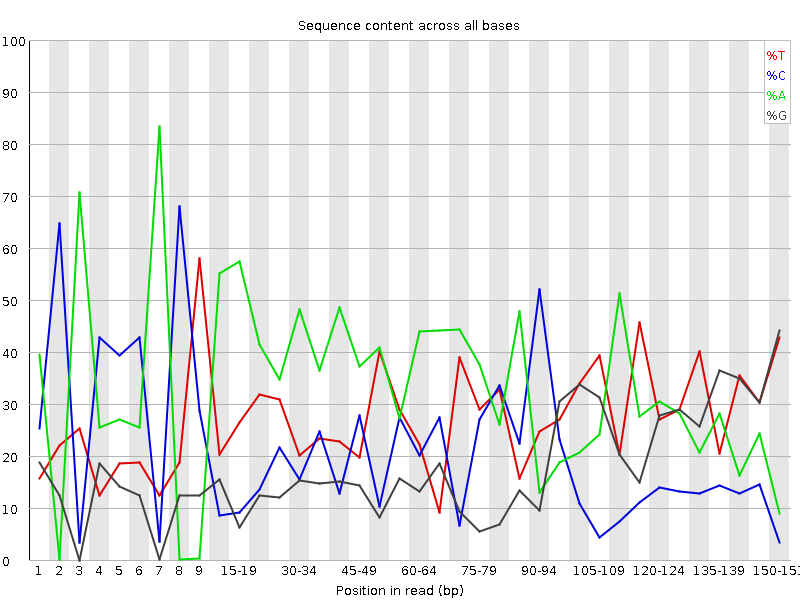 Sequence content across all bases
100
90
80
70
60
50
40
30
20
10
0
%T
%C
%A
%G
1 2 3 4 5 6 7 8 9 15-19 30-34 45-49 60-64 75-79 90-94 105-109 120-124 135-139 150-151
Position in read (bp)